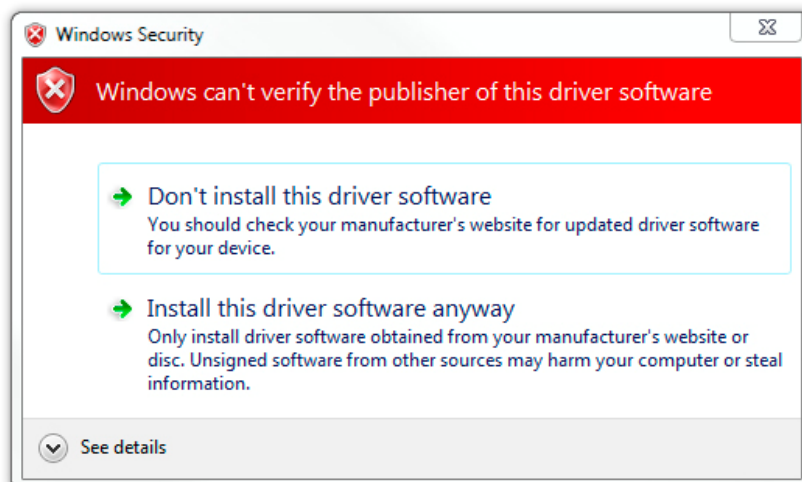 Windows Security
Windows can't verify the publisher of this driver software
Don't install this driver software
You should check your manufacturer's website for updated driver software
for your device.
Install this driver software anyway
Only install driver software obtained from your manufacturer's website or
disc. Unsigned software from other sources may harm your computer or steal
information.
See details